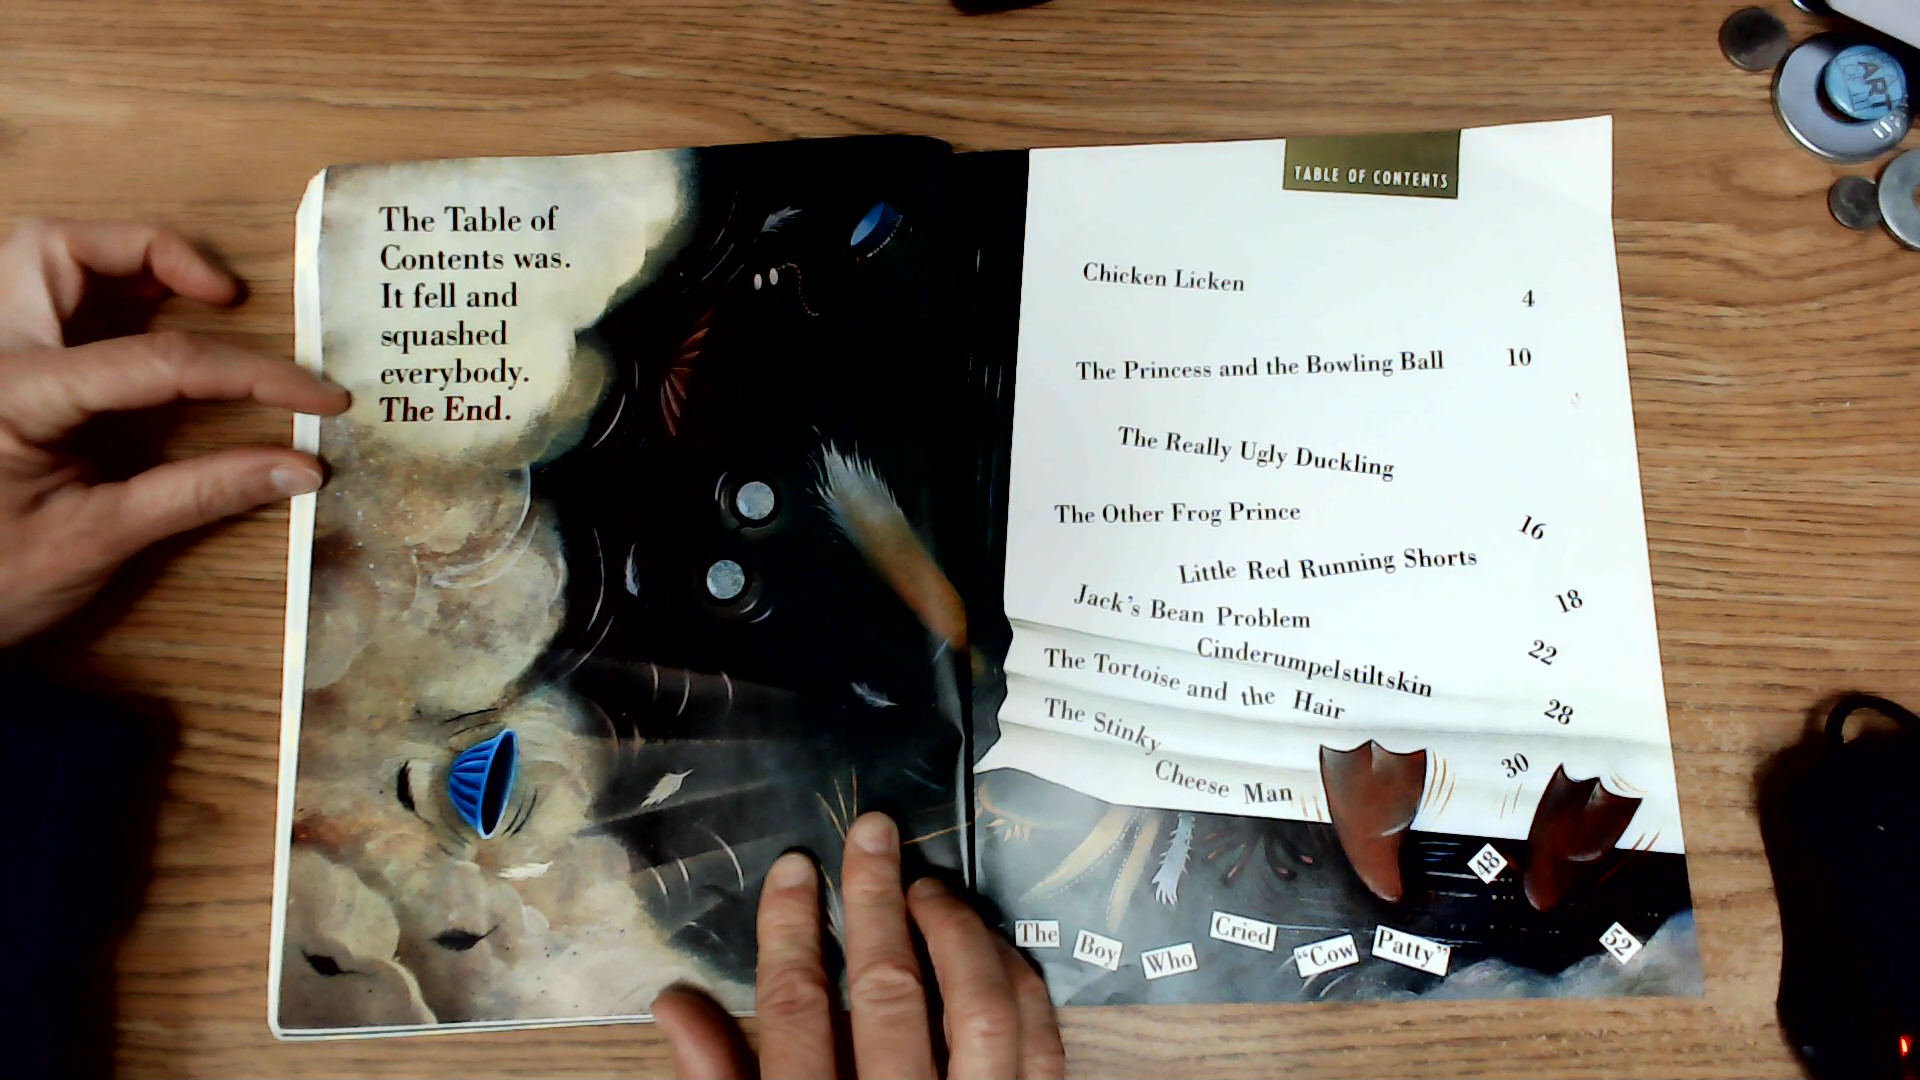 The Table of
Contents was.
It fell and
squashed
everybody.
The End.
TABLE OF CONTENTS
Chicken Licken
4
The Princess and the Bowling Ball 10
The Really Ugly Duckling
The Other Frog Prince
16
Little Red Running Shorts
18
Jack's Bean Problem
22
Cinderumpelstiltskin
The Tortoise and the Hair
28
The Stinky
Cheese Man
30
48
The Boy Who Cried "Cow Patty"
52
ART